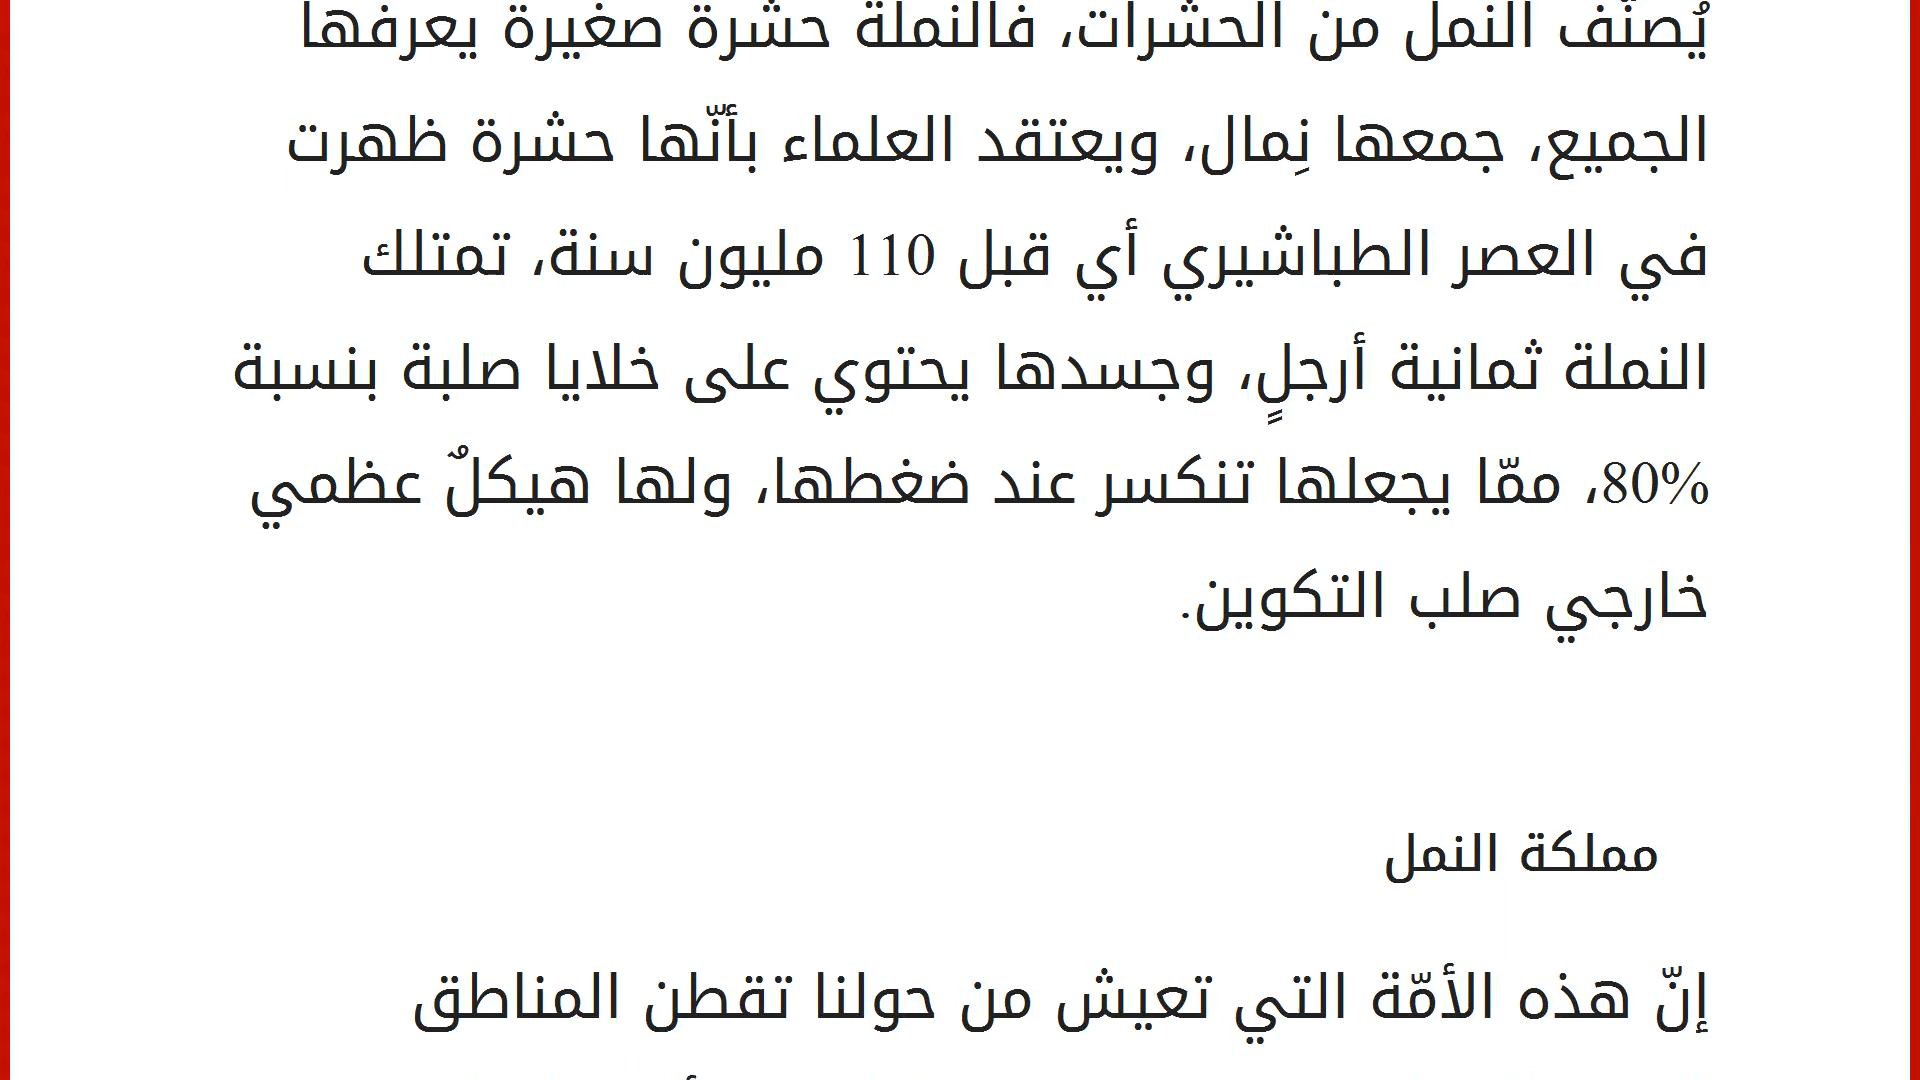 يُصنّف النمل من الحشرات، فالنملة حشرة صغيرة يعرفها
الجميع، جمعها نِمال، ويعتقد العلماء بأنّها حشرة ظهرت
في العصر الطباشيري أي قبل 110 مليون سنة، تمتلك
النملة ثمانية أرجلٍ، وجسدها يحتوي على خلايا صلبة بنسبة
80%، ممّا يجعلها تنكسر عند ضغطها، ولها هيكلٌ عظمي
خارجي صلب التكوين.
مملكة النمل
إنّ هذه الأمّة التي تعيش من حولنا تقطن المناطق